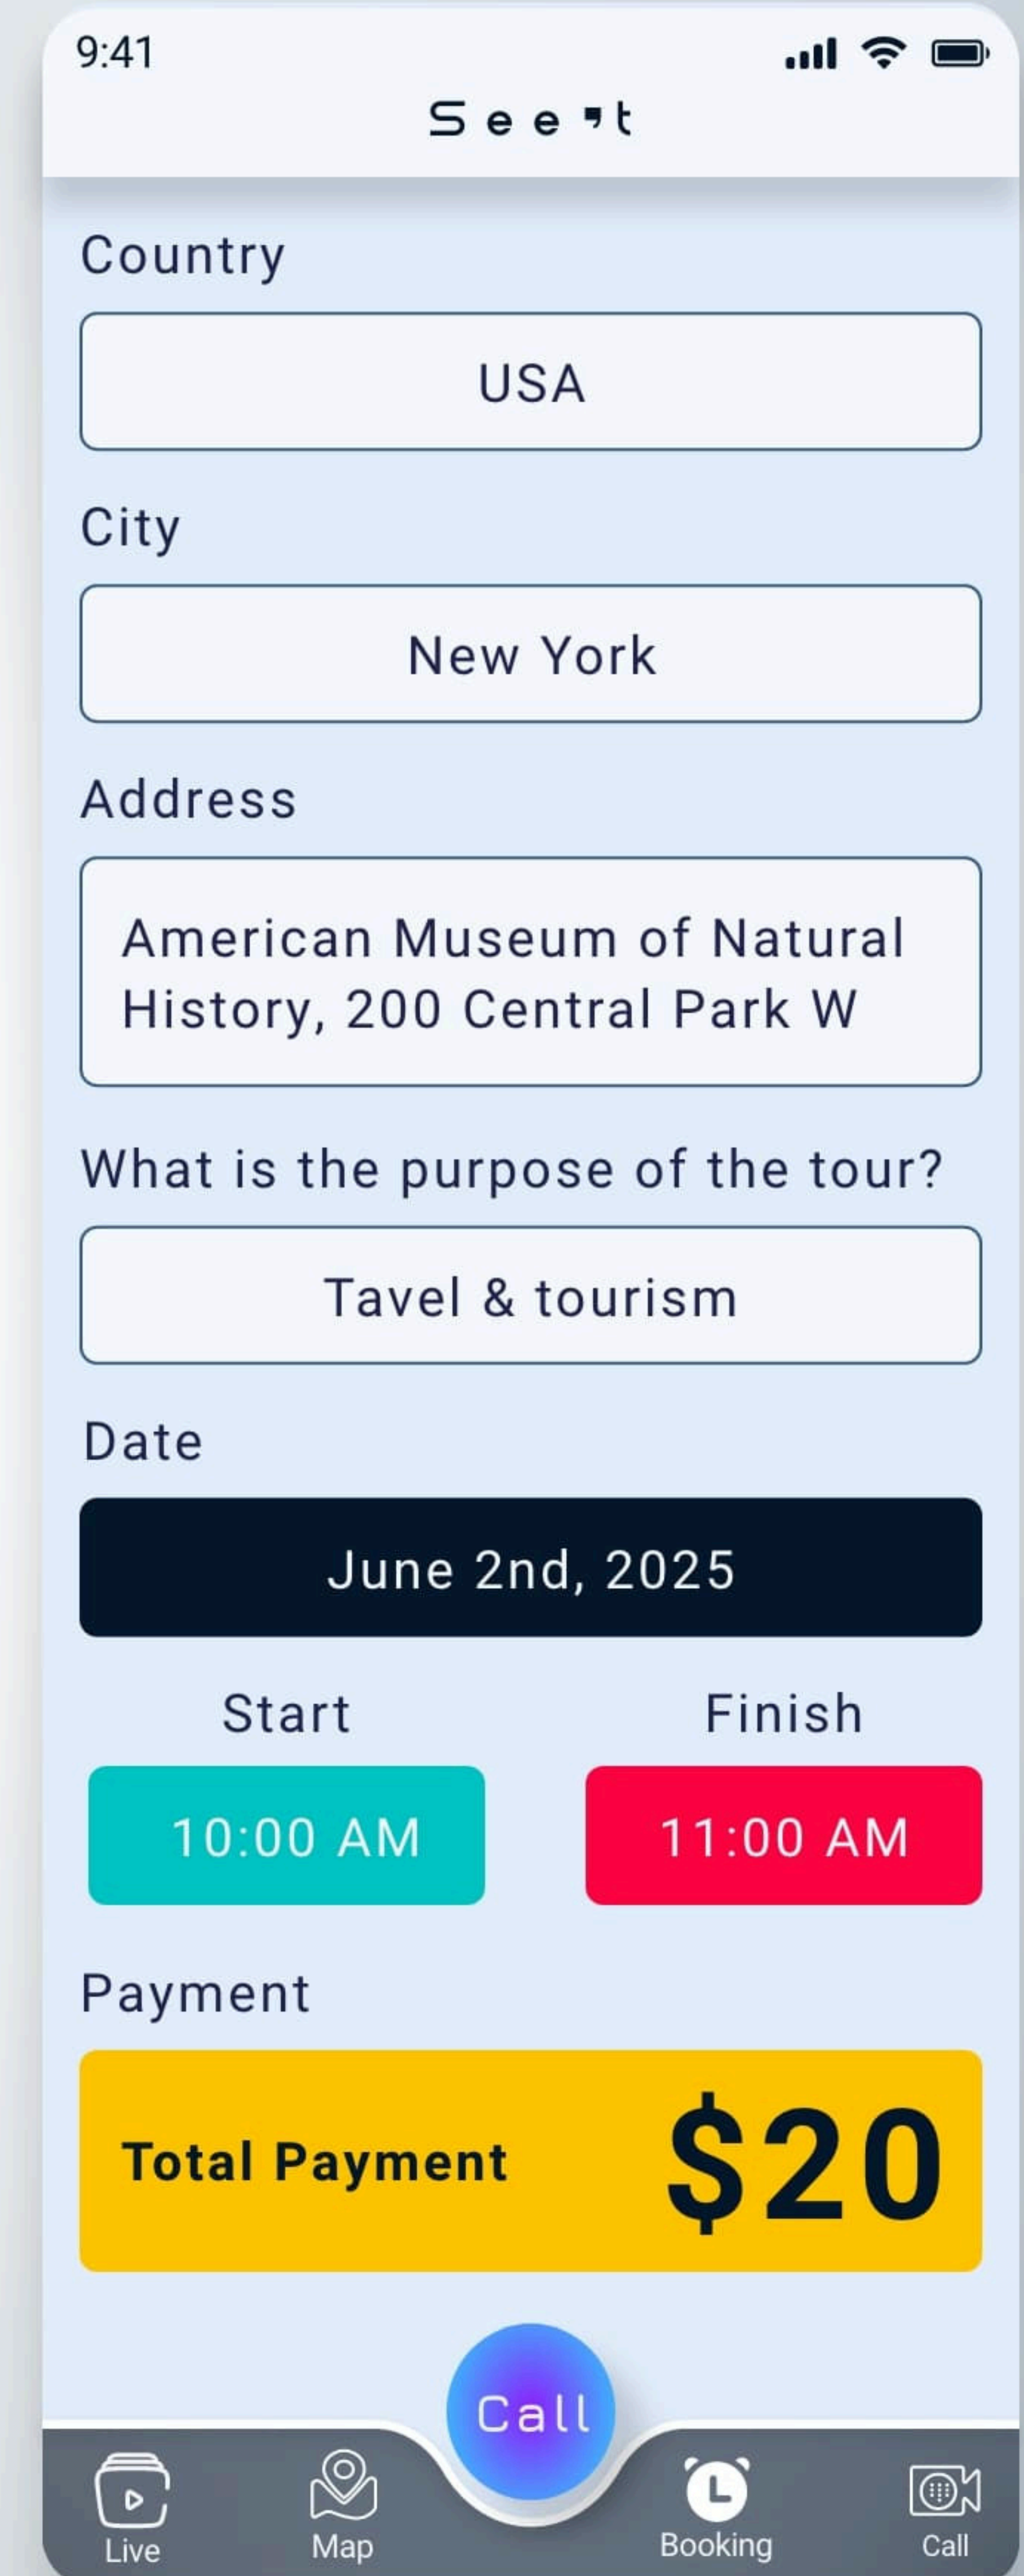 9:41
See't
Country
USA
City
New York
Address
American Museum of Natural
History, 200 Central Park W
What is the purpose of the tour?
Tavel & tourism
Date
June 2nd, 2025
Start Finish
10:00 AM 11:00 AM
Payment
Total Payment $20
Call
Live Map Booking Call